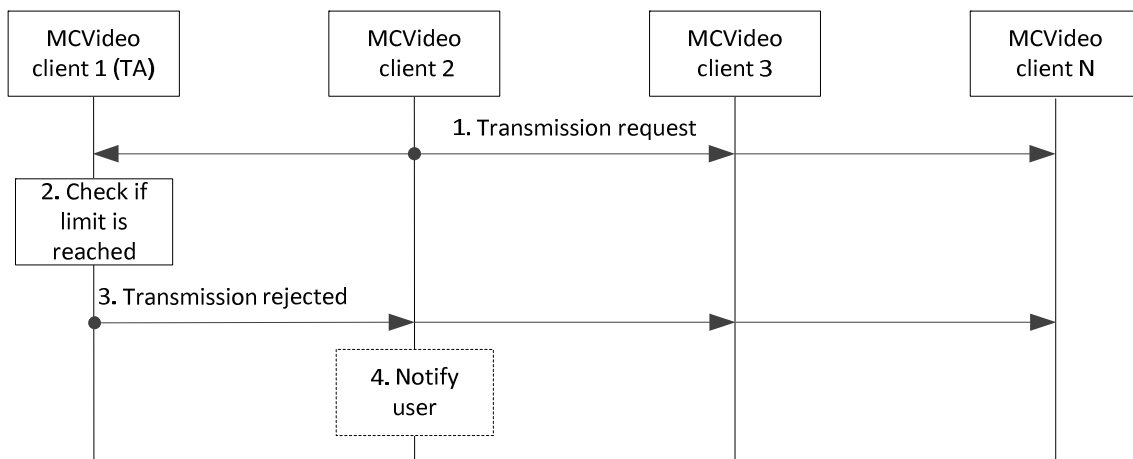 MCVideo
client 1 (TA)
MCVideo
client 2
MCVideo
client 3
MCVideo
client N
1. Transmission request
2. Check if
limit is
reached
3. Transmission rejected
4. Notify
user